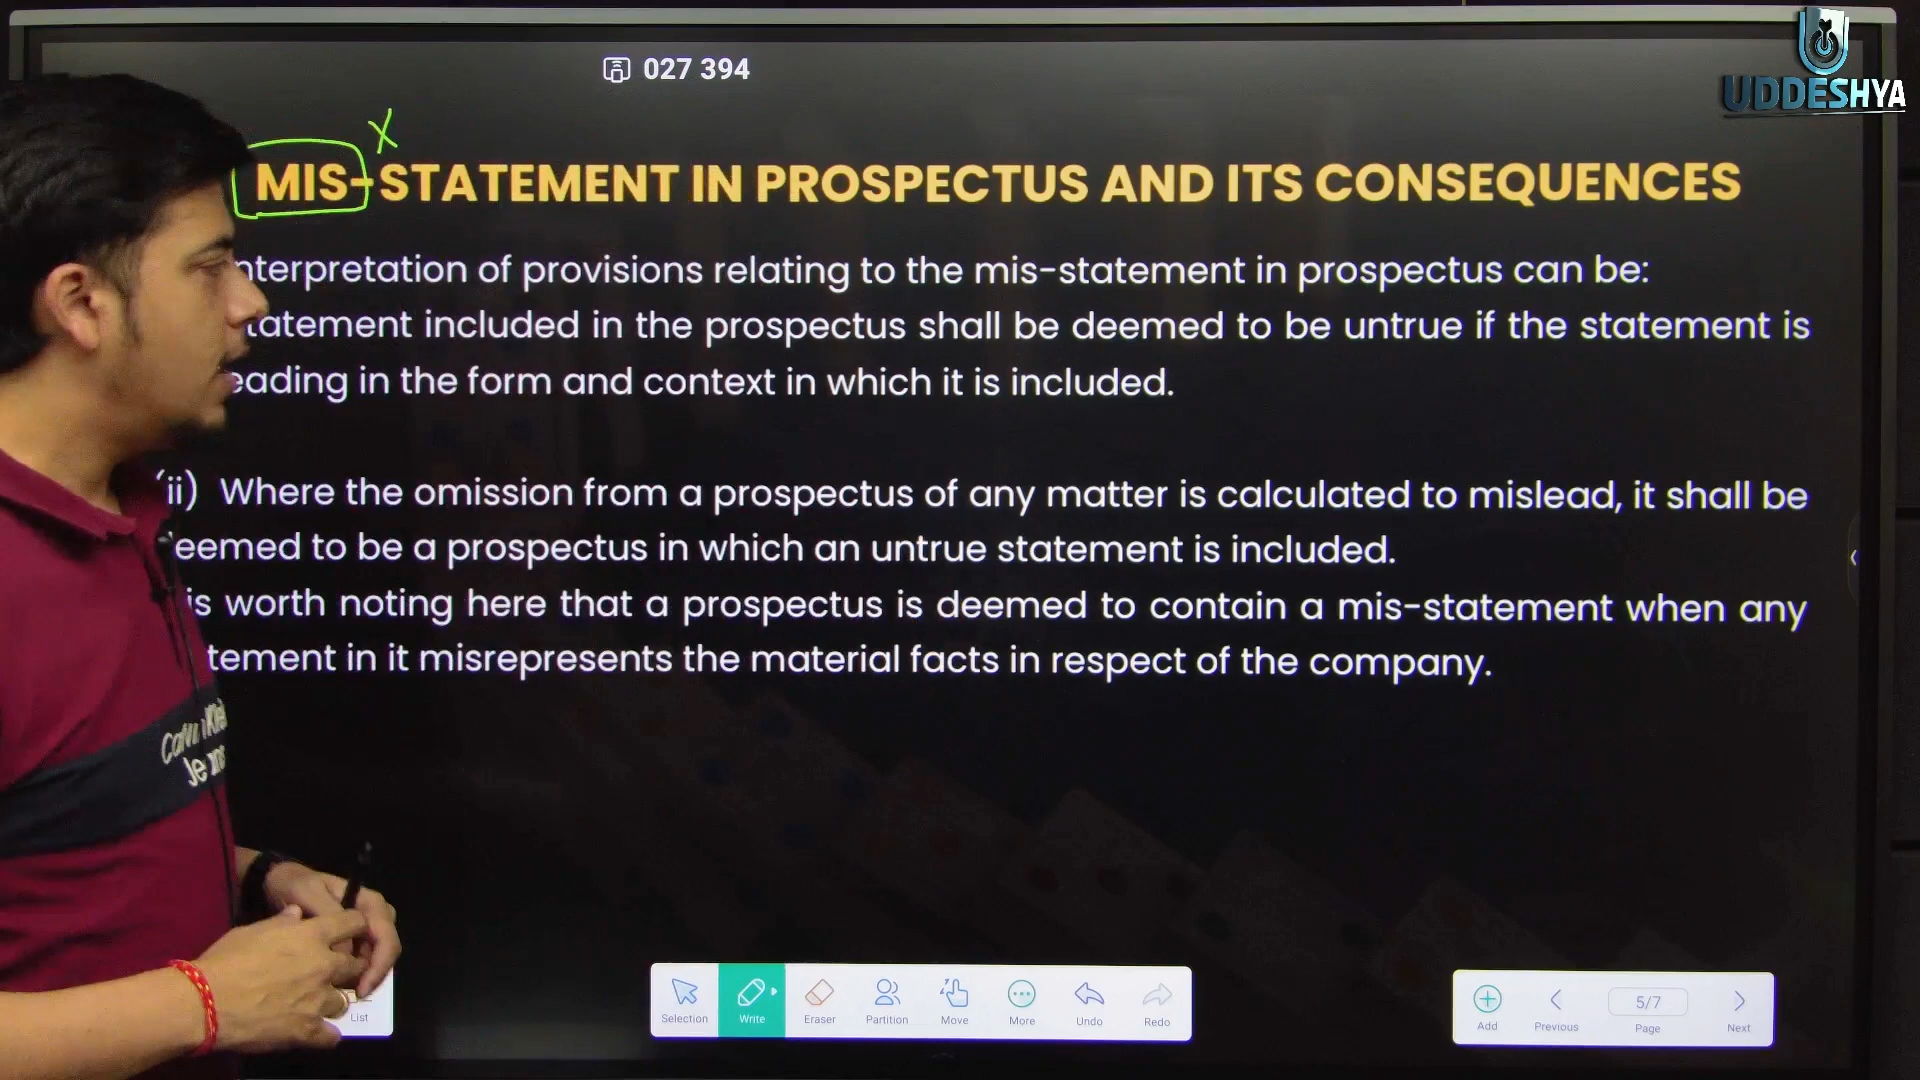 027 394
UDDESHYA
X
MIS-STATEMENT IN PROSPECTUS AND ITS CONSEQUENCES
nterpretation of provisions relating to the mis-statement in prospectus can be:
tatement included in the prospectus shall be deemed to be untrue if the statement is
eading in the form and context in which it is included.
(ii) Where the omission from a prospectus of any matter is calculated to mislead, it shall be
eemed to be a prospectus in which an untrue statement is included.
is worth noting here that a prospectus is deemed to contain a mis-statement when any
tement in it misrepresents the material facts in respect of the company.
Jeans
List
Selection Write Eraser Partition Move More Undo Redo
Add Previous 5/7 Page Next